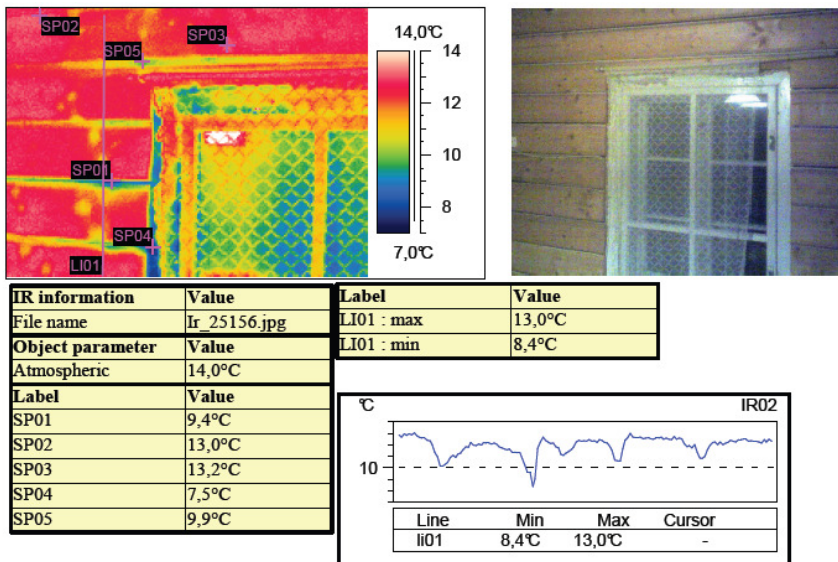 SP02
SP03
SP05
SP01
SP04
LI01
14,0°C
14
12
10
8
7,0°C
IR information Value
File name Ir_25156.jpg
Object parameter Value
Atmospheric 14,0°C
Label Value
SP01 9,4°C
SP02 13,0°C
SP03 13,2°C
SP04 7,5°C
SP05 9,9°C
Label Value
LI01 : max 13,0°C
LI01 : min 8,4°C
°C IR02
10
Line Min Max Cursor
li01 8,4°C 13,0°C -